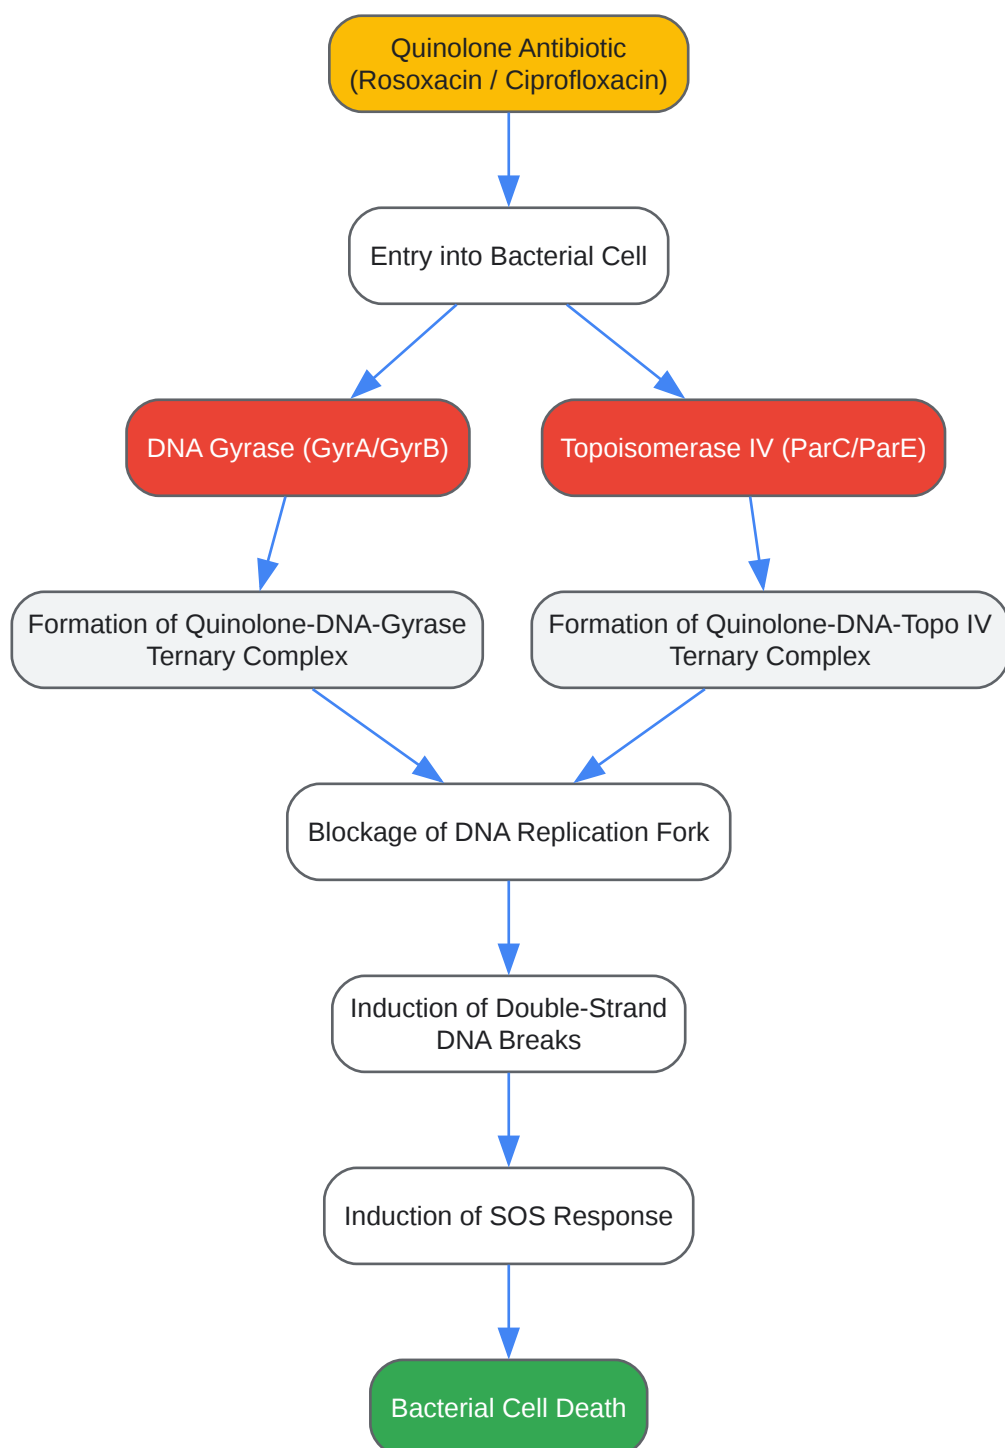 Quinolone Antibiotic
(Rosoxacin / Ciprofloxacin)
Entry into Bacterial Cell
DNA Gyrase (GyrA/GyrB)
Topoisomerase IV (ParC/ParE)
Formation of Quinolone-DNA-Gyrase
Ternary Complex
Formation of Quinolone-DNA-Topo IV
Ternary Complex
Blockage of DNA Replication Fork
Induction of Double-Strand
DNA Breaks
Induction of SOS Response
Bacterial Cell Death